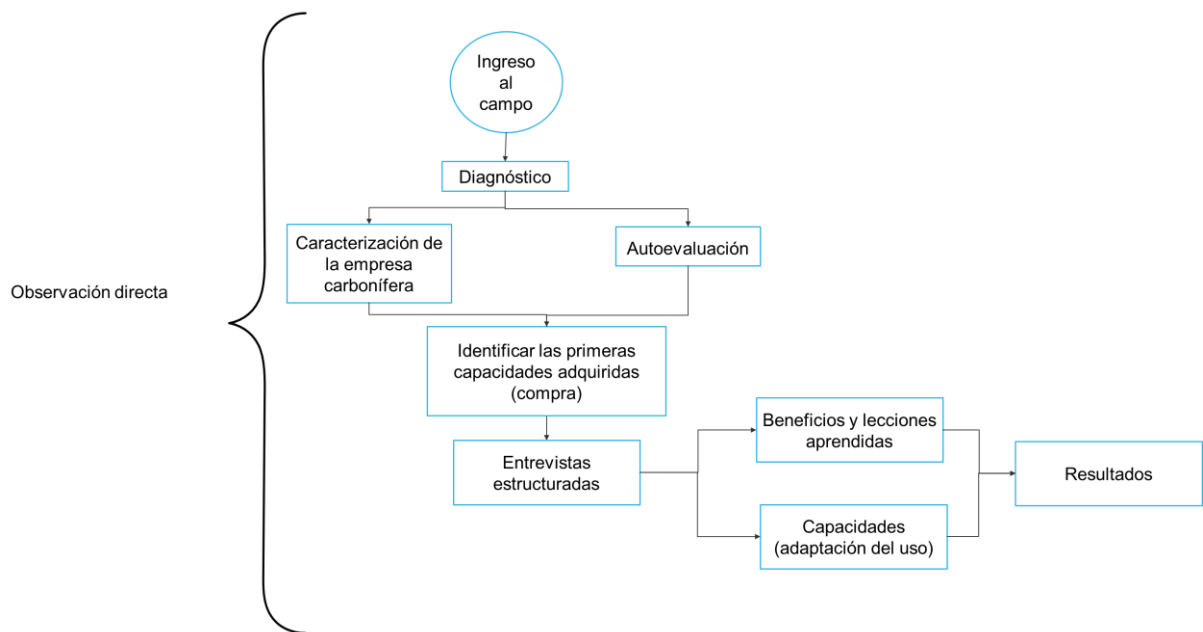 Observación directa
Ingreso
al
campo
Diagnóstico
Caracterización de
la empresa
carbonífera
Autoevaluación
Identificar las primeras
capacidades adquiridas
(compra)
Entrevistas
estructuradas
Beneficios y lecciones
aprendidas
Capacidades
(adaptación del uso)
Resultados